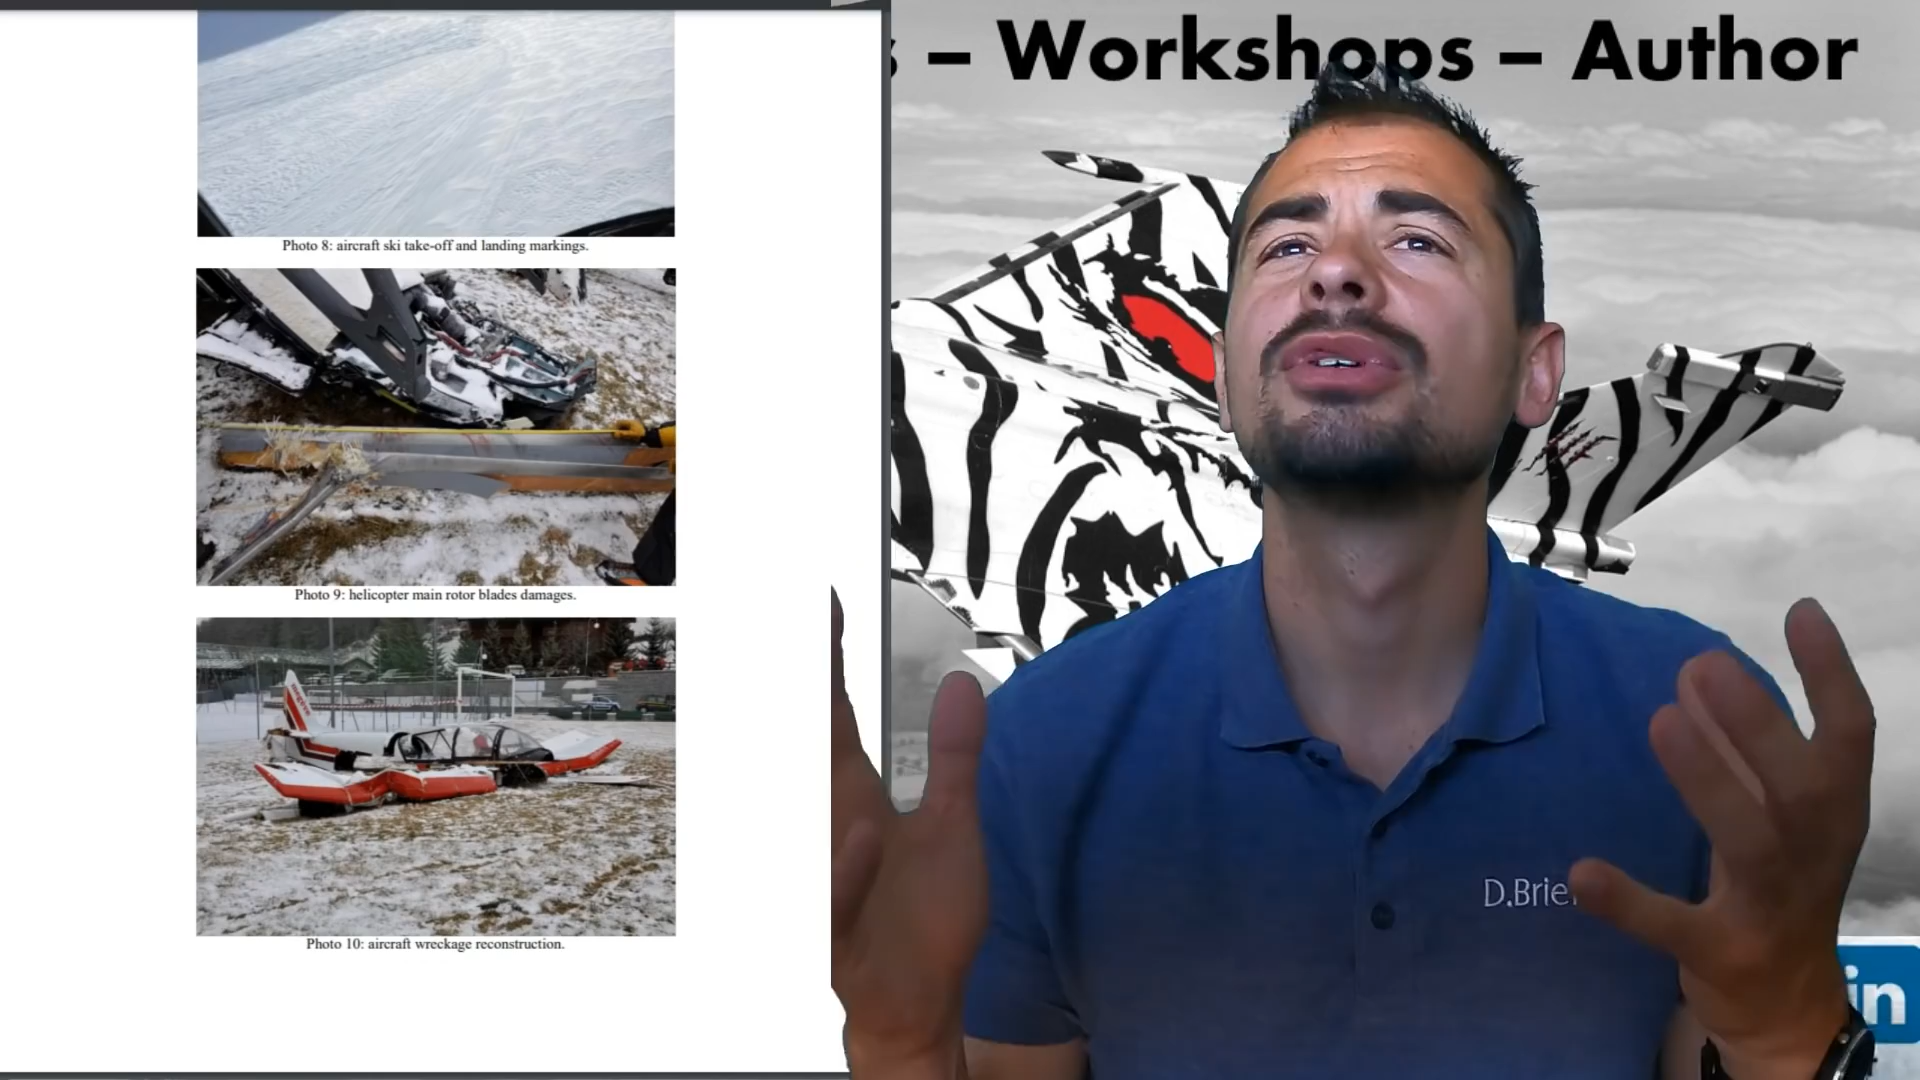 Photo 8: aircraft ski take-off and landing markings.
Photo 9: helicopter main rotor blades damages.
Photo 10: aircraft wreckage reconstruction.
– Workshops – Author
D.Brie
in